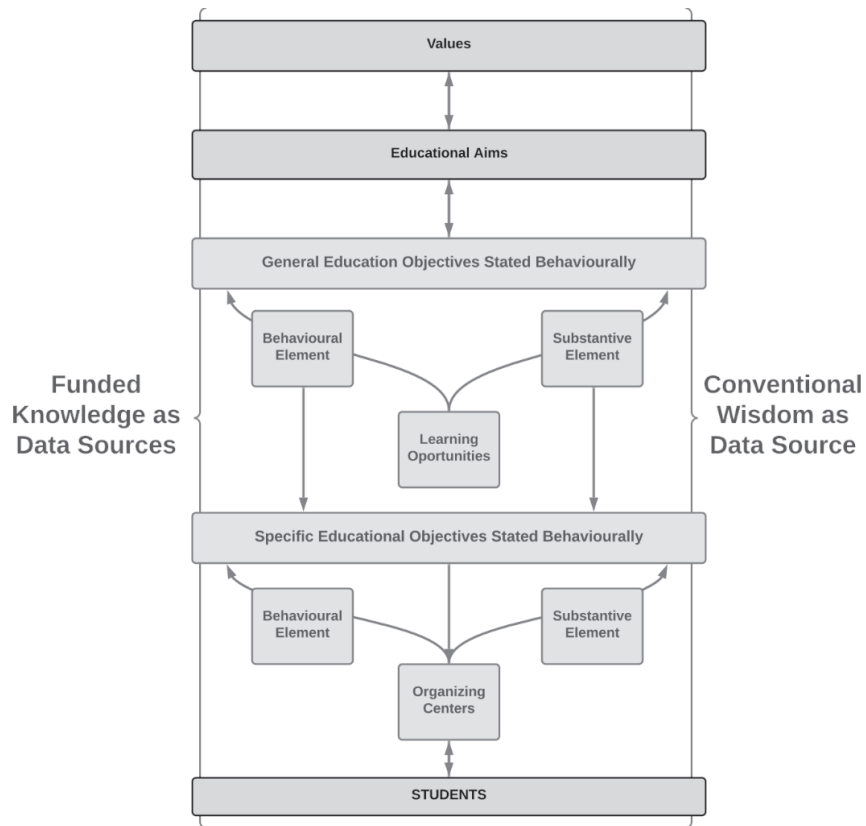 Values
Educational Aims
General Education Objectives Stated Behaviourally
Behavioural
Element
Substantive
Element
Funded
Knowledge as
Data Sources
Conventional
Wisdom as
Data Source
Learning
Oportunities
Specific Educational Objectives Stated Behaviourally
Behavioural
Element
Substantive
Element
Organizing
Centers
STUDENTS